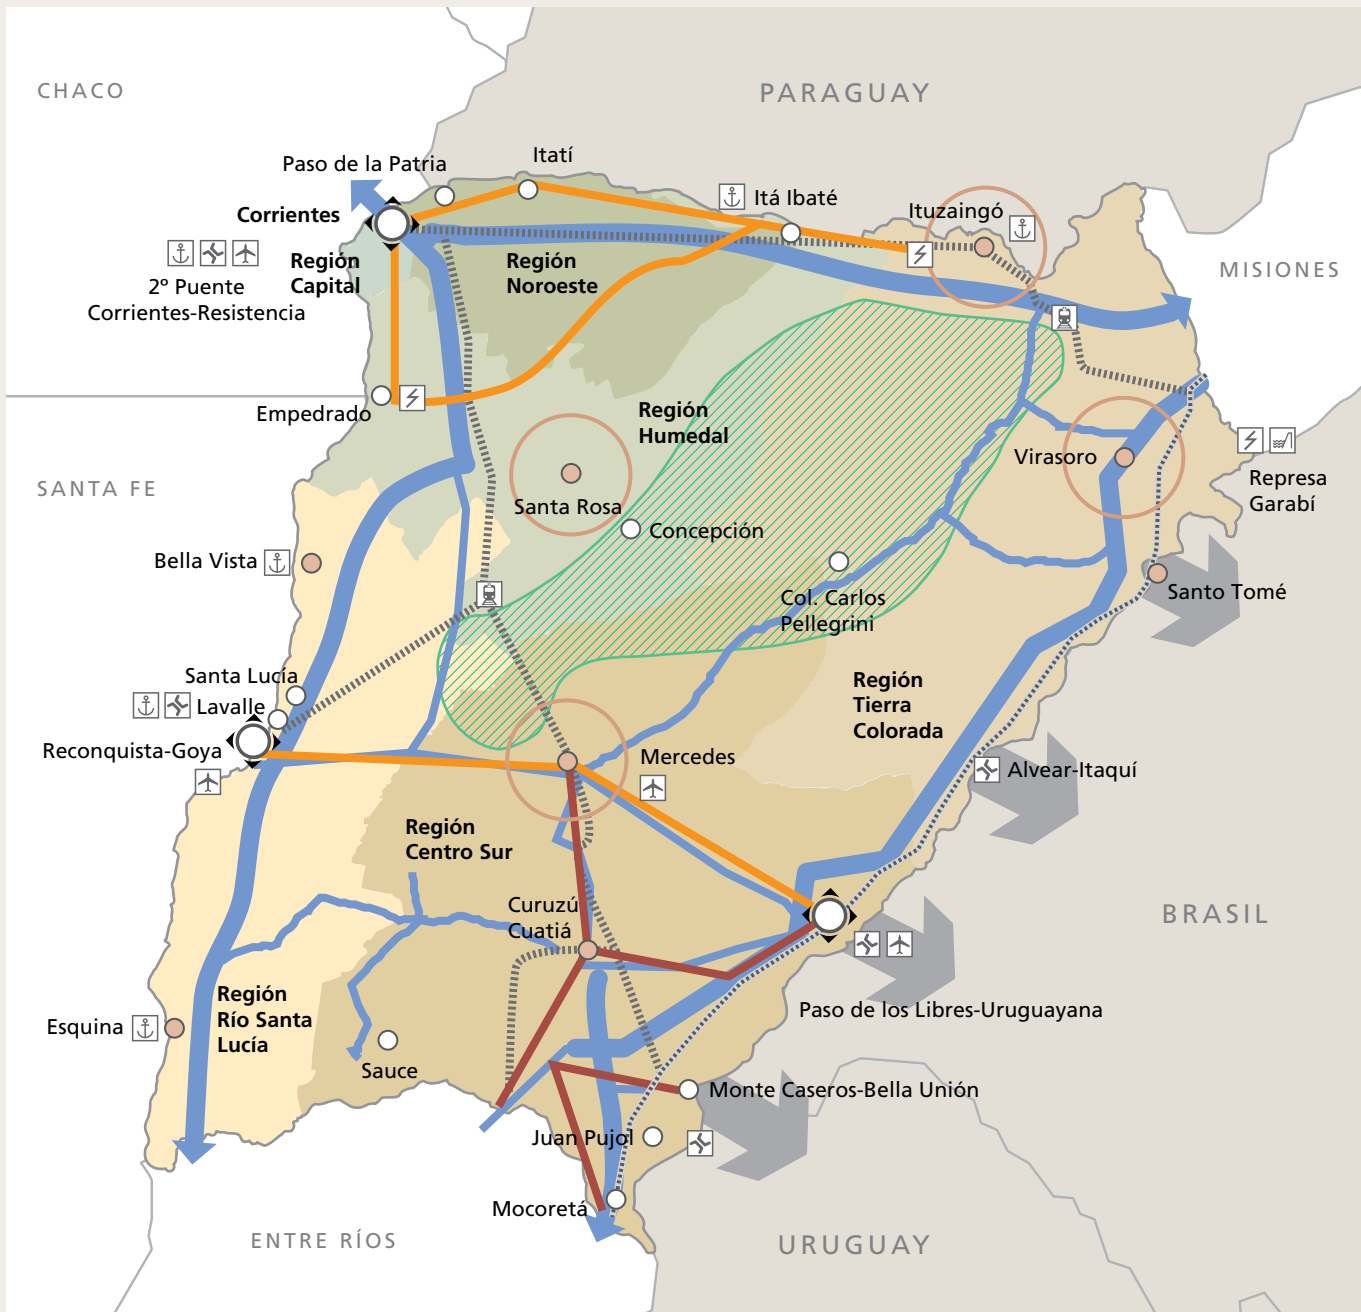 CHACO
PARAGUAY
Paso de la Patria
Itatí
Itá Ibaté
Corrientes
Ituzaingó
2º Puente
Corrientes-Resistencia
Región
Capital
Región
Noroeste
MISIONES
Empedrado
Región
Humedal
Virasoro
SANTA FE
Santa Rosa
Represa
Garabí
Concepción
Bella Vista
Col. Carlos
Pellegrini
Santo Tomé
Santa Lucía
Lavalle
Región
Tierra
Colorada
Reconquista-Goya
Mercedes
Alvear-Itaquí
Región
Centro Sur
Curuzú
Cuatiá
BRASIL
Región
Río Santa
Lucía
Paso de los Libres-Uruguayana
Esquina
Sauce
Monte Caseros-Bella Unión
Juan Pujol
Mocoretá
ENTRE RÍOS
URUGUAY